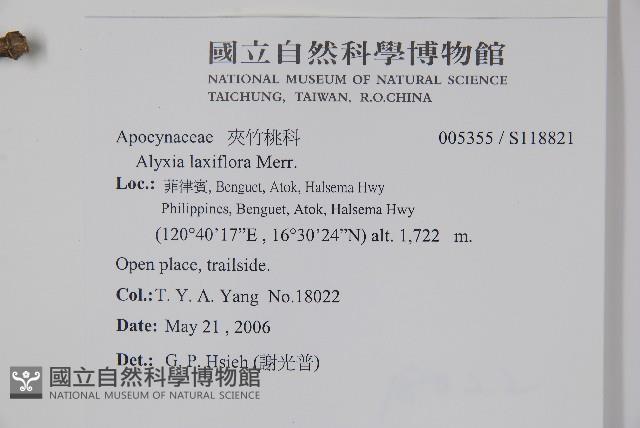 國立自然科學博物館
NATIONAL MUSEUM OF NATURAL SCIENCE
TAICHUNG, TAIWAN, R.O.CHINA
Apocynaceae 夾竹桃科 005355 / S118821
Alyxia laxiflora Merr.
Loc.: 菲律賓, Benguet, Atok, Halsema Hwy
Philippines, Benguet, Atok, Halsema Hwy
(120°40’17”E , 16°30’24”N) alt. 1,722 m.
Open place, trailside.
Col.: T. Y. A. Yang No.18022
Date: May 21 , 2006
Det.: G. P. Hsieh (謝光普)
國立自然科學博物館
NATIONAL MUSEUM OF NATURAL SCIENCE